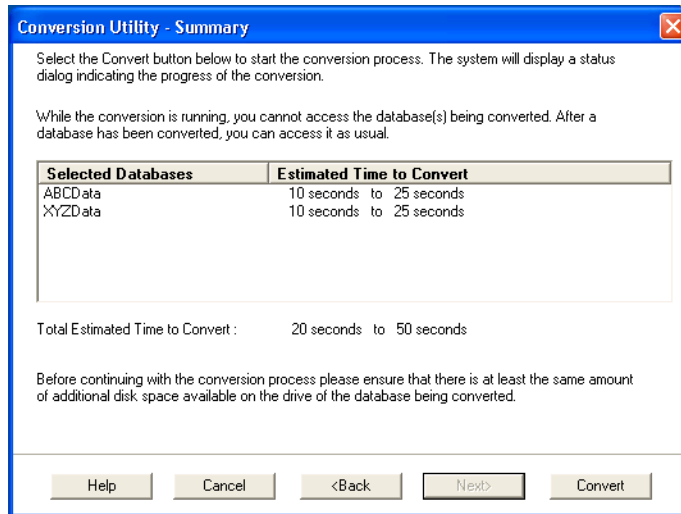 Conversion Utility - Summary
Select the Convert button below to start the conversion process. The system will display a status
dialog indicating the progress of the conversion.
While the conversion is running, you cannot access the database(s) being converted. After a
database has been converted, you can access it as usual.
Selected Databases Estimated Time to Convert
ABCData 10 seconds to 25 seconds
XYZData 10 seconds to 25 seconds
Total Estimated Time to Convert : 20 seconds to 50 seconds
Before continuing with the conversion process please ensure that there is at least the same amount
of additional disk space available on the drive of the database being converted.
Help Cancel <Back Next> Convert